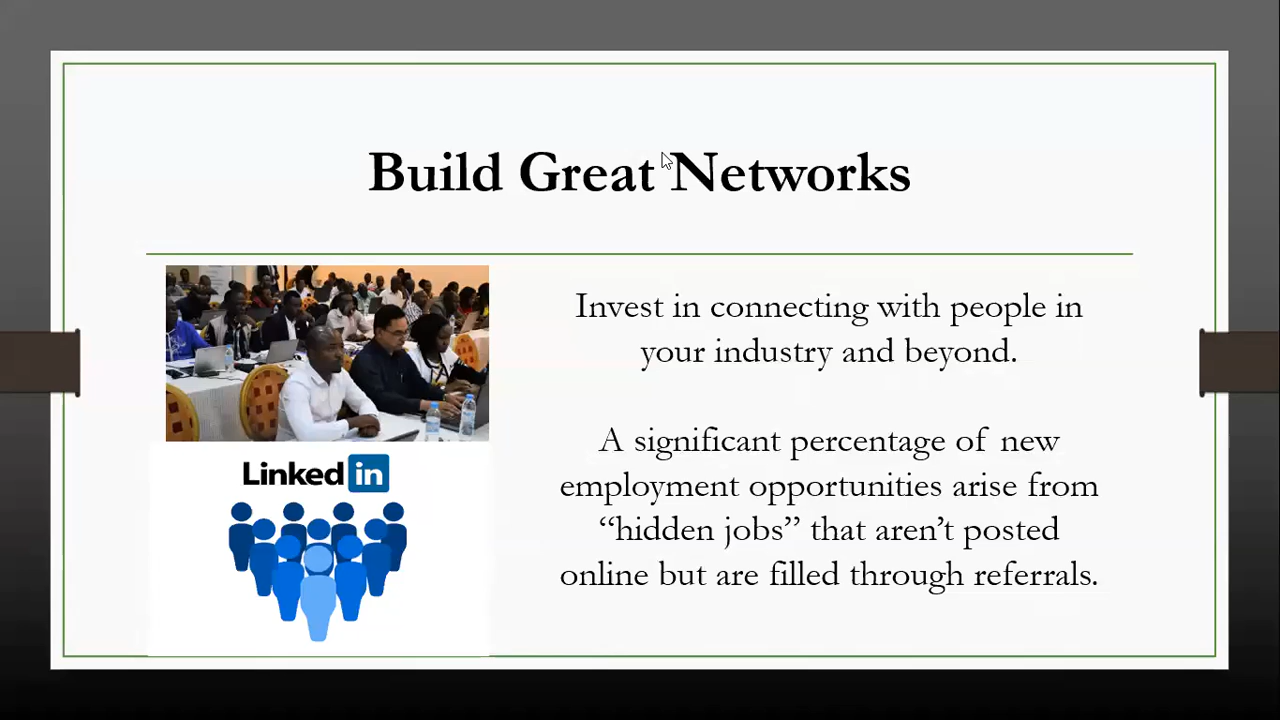 Build Great Networks
Invest in connecting with people in
your industry and beyond.
A significant percentage of new
employment opportunities arise from
“hidden jobs” that aren’t posted
online but are filled through referrals.
Linked in